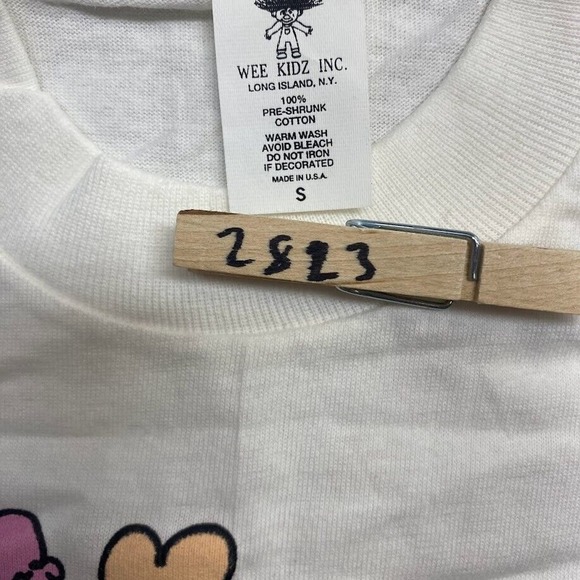 WEE KIDZ INC.
LONG ISLAND, N.Y.
100%
PRE-SHRUNK
COTTON
WARM WASH
AVOID BLEACH
DO NOT IRON
IF DECORATED
MADE IN U.S.A.
S
2823